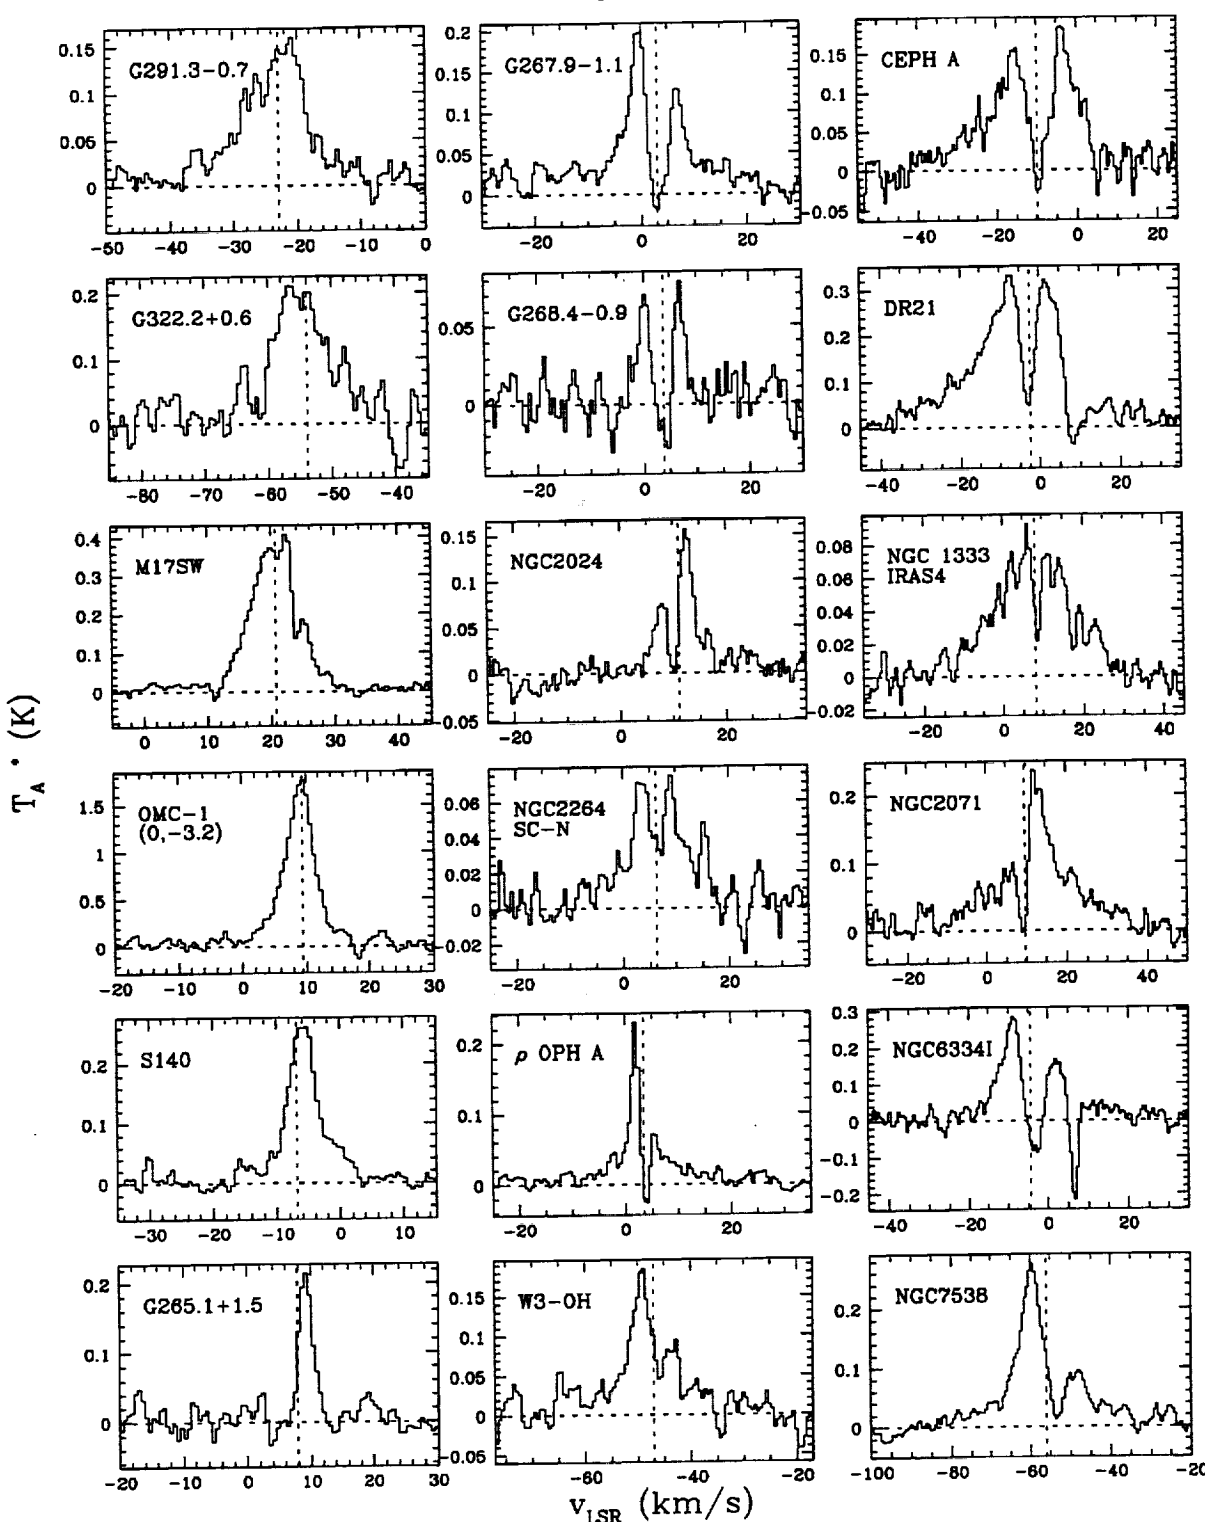 G291.3-0.7
0.15
0.1
0.05
0
-50 -40 -30 -20 -10 0
G267.9-1.1
0.2
0.15
0.1
0.05
0
-20 0 20
CEPH A
0.15
0.1
0.05
0
-0.05
-40 -20 0 20
G322.2+0.6
0.2
0.1
0
-80 -70 -60 -50 -40
G268.4-0.9
0.05
0
-20 0 20
DR21
0.3
0.2
0.1
0
-40 -20 0 20
M17SW
0.4
0.3
0.2
0.1
0
0 10 20 30 40
NGC2024
0.15
0.1
0.05
0
-0.05
-20 0 20
NGC 1333
IRAS4
0.08
0.06
0.04
0.02
0
-0.02
-20 0 20 40
OMC-1
(0,-3.2)
1.5
1
0.5
0
-20 -10 0 10 20 30
NGC2264
SC-N
0.06
0.04
0.02
0
-0.02
-20 0 20
NGC2071
0.2
0.1
0
-20 0 20 40
S140
0.2
0.1
0
-30 -20 -10 0 10
ρ OPH A
0.2
0.1
0
-20 0 20
NGC6334I
0.3
0.2
0.1
0
-0.1
-0.2
-40 -20 0 20
G265.1+1.5
0.2
0.1
0
-20 -10 0 10 20 30
W3-OH
0.15
0.1
0.05
0
-0.05
-60 -40 -20
NGC7538
0.2
0.1
0
-100 -80 -60 -40 -20
T_A * (K)
v_LSR (km/s)